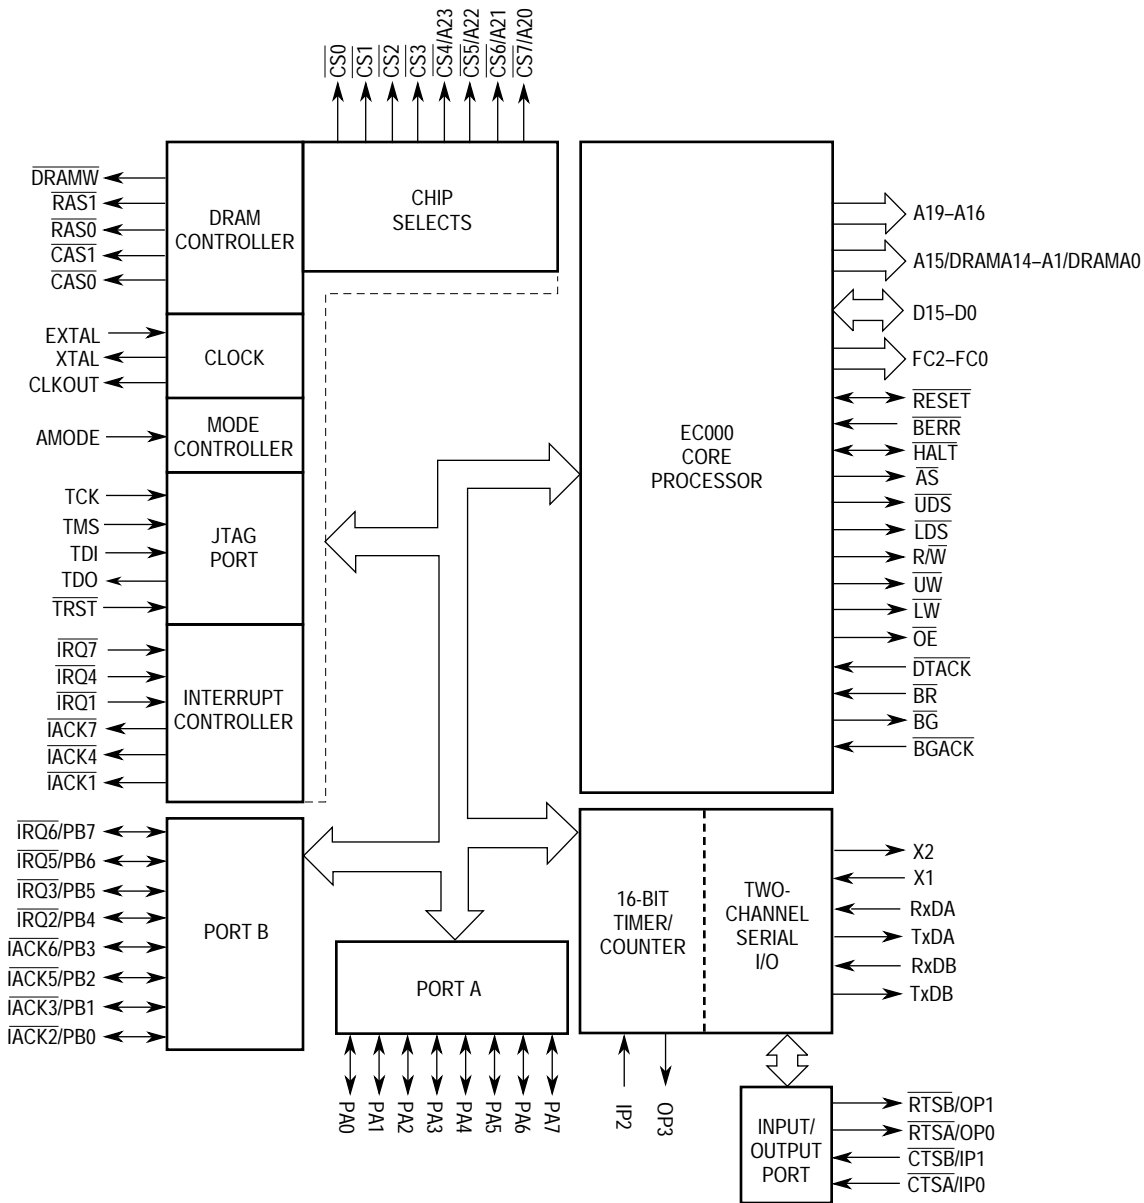 CS0
CS1
CS2
CS3
CS4/A23
CS5/A22
CS6/A21
CS7/A20
DRAMW
RAS1
RAS0
CAS1
CAS0
DRAM
CONTROLLER
CHIP
SELECTS
EXTAL
XTAL
CLKOUT
CLOCK
AMODE
MODE
CONTROLLER
TCK
TMS
TDI
TDO
TRST
JTAG
PORT
IRQ7
IRQ4
IRQ1
IACK7
IACK4
IACK1
INTERRUPT
CONTROLLER
EC000
CORE
PROCESSOR
A19–A16
A15/DRAMA14–A1/DRAMA0
D15–D0
FC2–FC0
RESET
BERR
HALT
AS
UDS
LDS
R/W
UW
LW
OE
DTACK
BR
BG
BGACK
IRQ6/PB7
IRQ5/PB6
IRQ3/PB5
IRQ2/PB4
IACK6/PB3
IACK5/PB2
IACK3/PB1
IACK2/PB0
PORT B
PORT A
PA0
PA1
PA2
PA3
PA4
PA5
PA6
PA7
16-BIT
TIMER/
COUNTER
TWO-
CHANNEL
SERIAL
I/O
X2
X1
RxDA
TxDA
RxDB
TxDB
IP2
OP3
INPUT/
OUTPUT
PORT
RTSB/OP1
RTSA/OP0
CTSB/IP1
CTSA/IP0